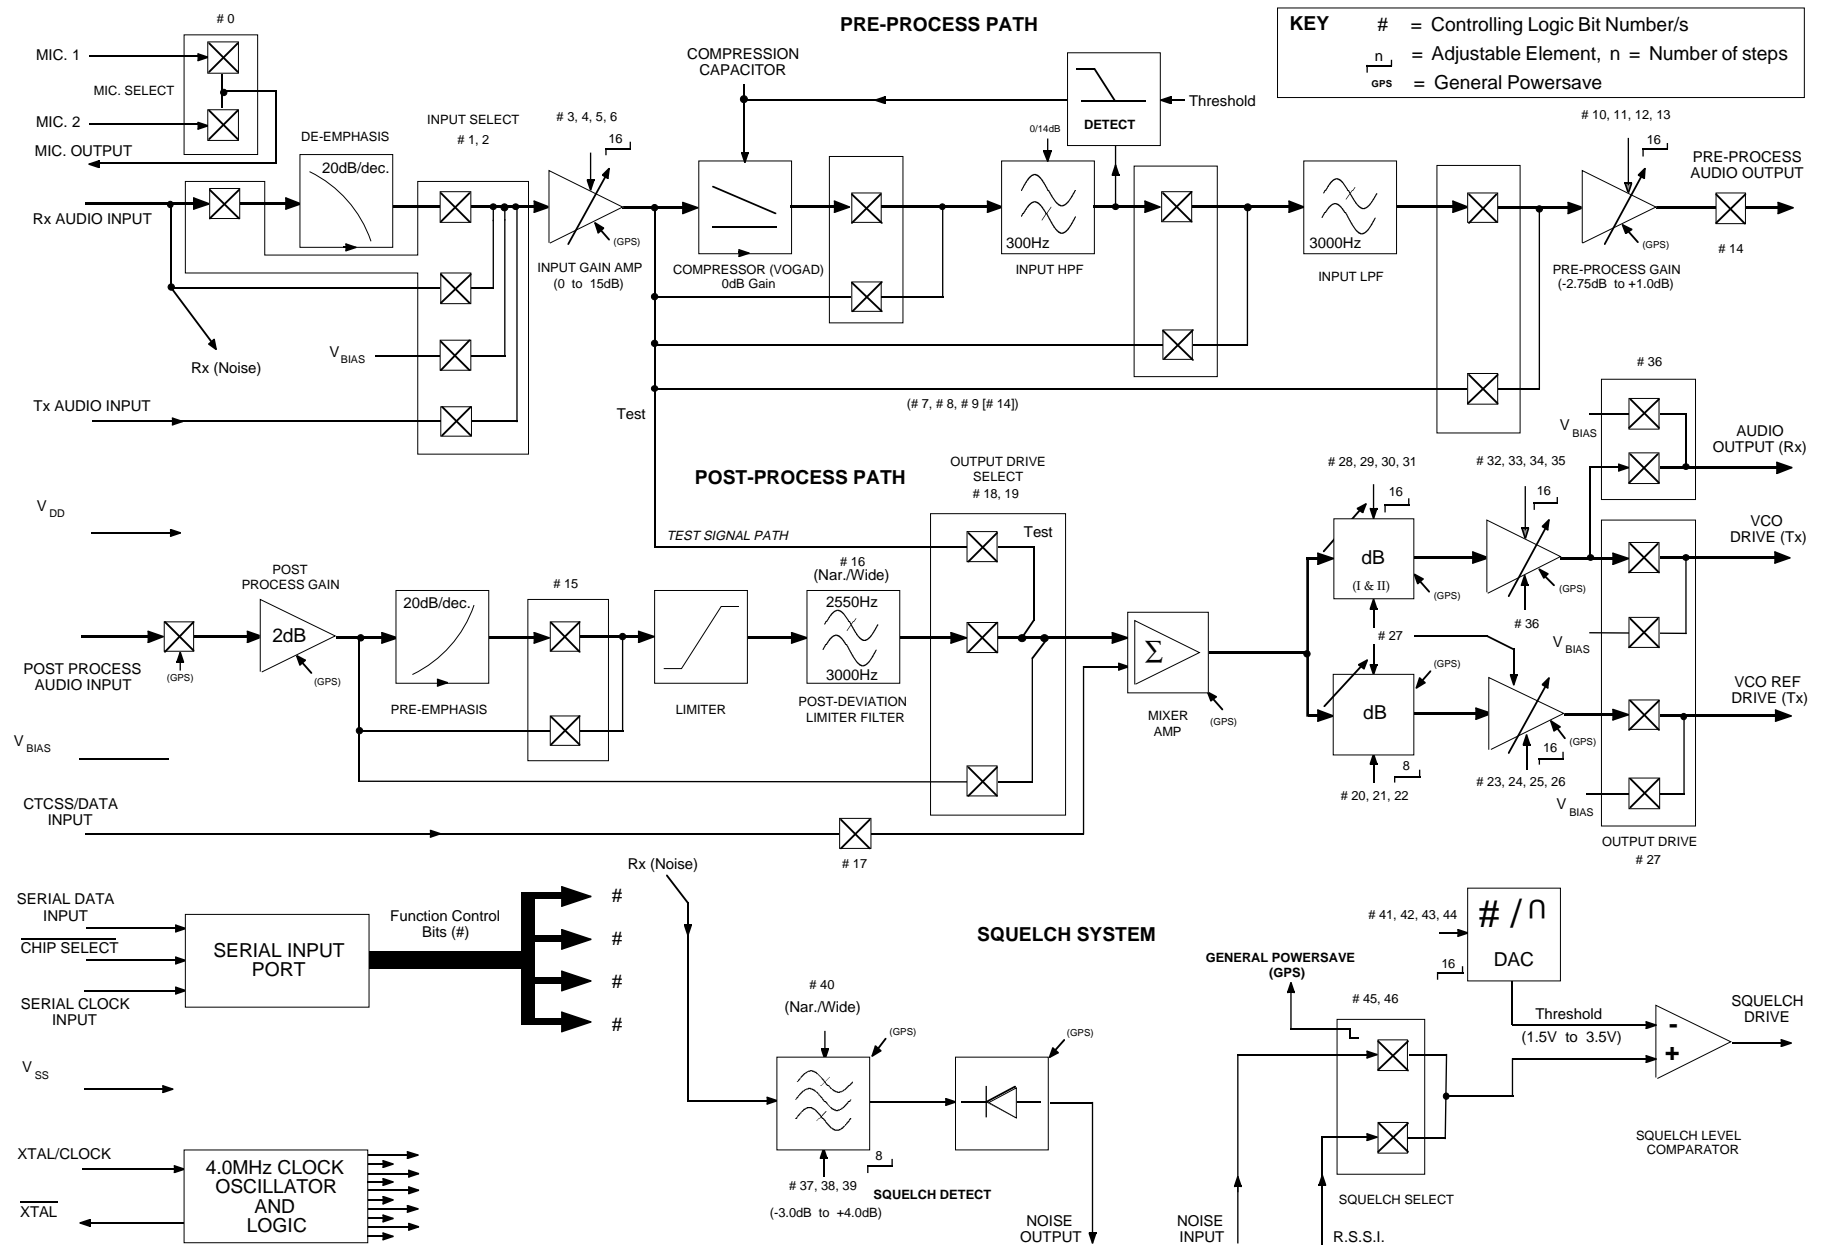 PRE-PROCESS PATH
KEY
# = Controlling Logic Bit Number/s
n = Adjustable Element, n = Number of steps
GPS = General Powersave
# 0
MIC. 1
MIC. SELECT
MIC. 2
MIC. OUTPUT
DE-EMPHASIS
20dB/dec.
INPUT SELECT
# 1, 2
# 3, 4, 5, 6
16
COMPRESSION
CAPACITOR
DETECT
Threshold
0/14dB
# 10, 11, 12, 13
16
PRE-PROCESS
AUDIO OUTPUT
Rx AUDIO INPUT
(GPS)
INPUT GAIN AMP
(0 to 15dB)
COMPRESSOR (VOGAD)
0dB Gain
300Hz
INPUT HPF
3000Hz
INPUT LPF
(GPS)
PRE-PROCESS GAIN
(-2.75dB to +1.0dB)
# 14
Rx (Noise)
V BIAS
Tx AUDIO INPUT
Test
(# 7, # 8, # 9 [# 14])
# 36
V BIAS
AUDIO
OUTPUT (Rx)
POST-PROCESS PATH
OUTPUT DRIVE
SELECT
# 18, 19
# 28, 29, 30, 31
16
# 32, 33, 34, 35
16
V DD
TEST SIGNAL PATH
Test
VCO
DRIVE (Tx)
dB
(I & II)
(GPS)
(GPS)
# 36
V BIAS
POST
PROCESS GAIN
2dB
(GPS)
20dB/dec.
# 15
# 16
(Nar./Wide)
2550Hz
3000Hz
# 27
POST PROCESS
AUDIO INPUT
(GPS)
PRE-EMPHASIS
LIMITER
POST-DEVIATION
LIMITER FILTER
Σ
MIXER
AMP
(GPS)
dB
(GPS)
(GPS)
VCO REF
DRIVE (Tx)
V BIAS
8
# 20, 21, 22
16
# 23, 24, 25, 26
V BIAS
CTCSS/DATA
INPUT
# 17
OUTPUT DRIVE
# 27
Rx (Noise)
SERIAL DATA
INPUT
CHIP SELECT
SERIAL CLOCK
INPUT
SERIAL INPUT
PORT
Function Control
Bits (#)
#
#
#
#
SQUELCH SYSTEM
# 41, 42, 43, 44
# / n
DAC
16
GENERAL POWERSAVE
(GPS)
# 45, 46
Threshold
(1.5V to 3.5V)
-
+
SQUELCH
DRIVE
# 40
(Nar./Wide)
(GPS)
(GPS)
V SS
SQUELCH LEVEL
COMPARATOR
XTAL/CLOCK
XTAL
4.0MHz CLOCK
OSCILLATOR
AND
LOGIC
8
# 37, 38, 39
(-3.0dB to +4.0dB)
SQUELCH DETECT
SQUELCH SELECT
NOISE
OUTPUT
NOISE
INPUT
R.S.S.I.